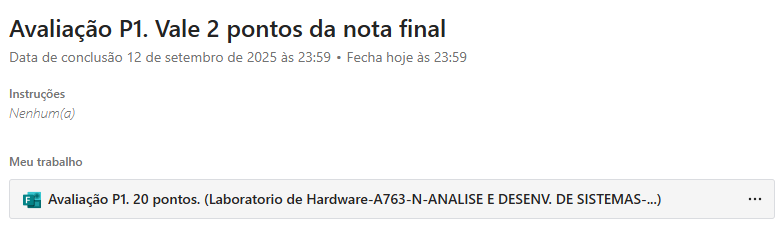 Avaliação P1. Vale 2 pontos da nota final
Data de conclusão 12 de setembro de 2025 às 23:59 • Fecha hoje às 23:59
Instruções
Nenhum(a)
Meu trabalho
Avaliação P1. 20 pontos. (Laboratorio de Hardware-A763-N-ANALISE E DESENV. DE SISTEMAS-...)